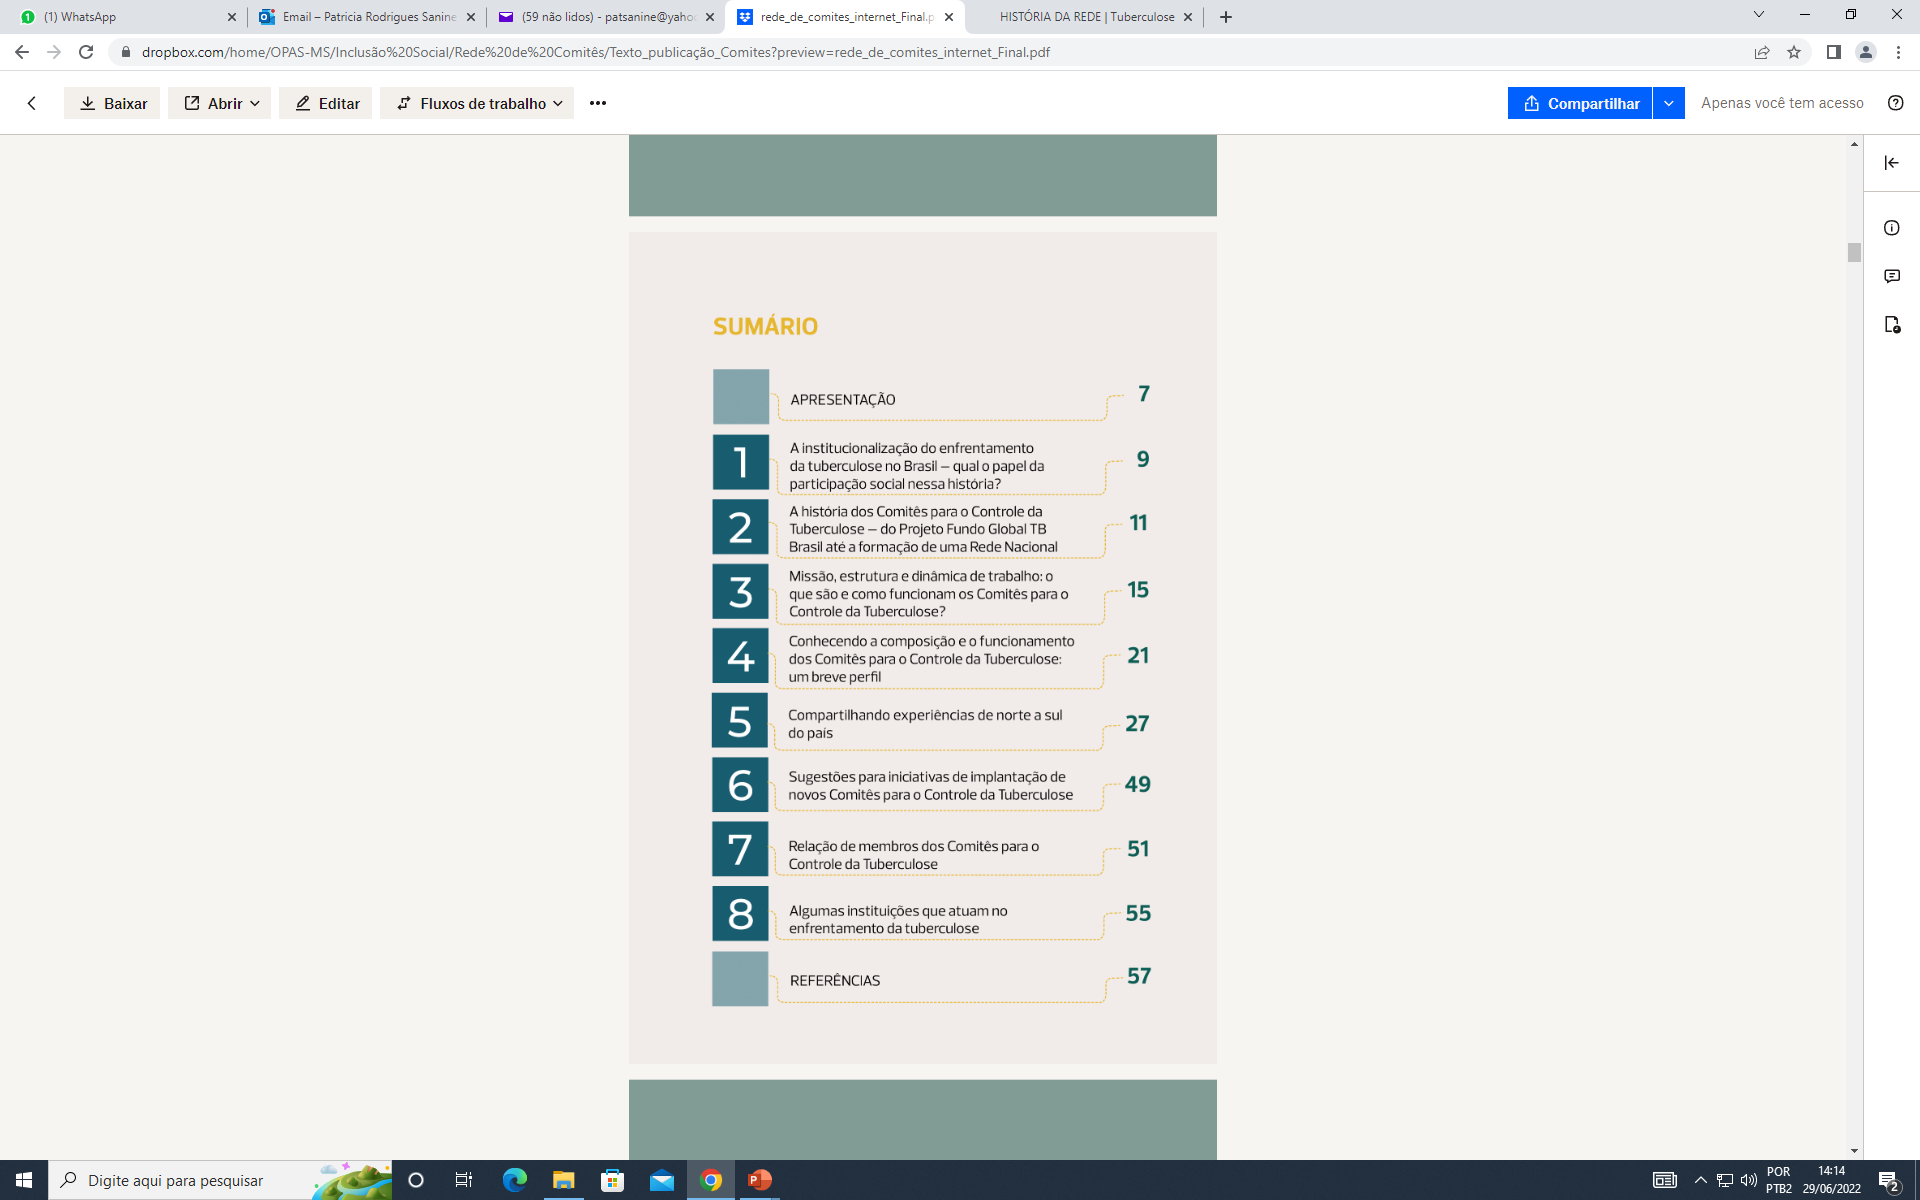 (1) WhatsApp
Email – Patricia Rodrigues Sanine
(59 não lidos) - patsanine@yahoo
rede_de_comites_internet_Final.p
HISTÓRIA DA REDE | Tuberculose
dropbox.com/home/OPAS-MS/Inclusão%20Social/Rede%20de%20Comitês/Texto_publicação_Comites?preview=rede_de_comites_internet_Final.pdf
Baixar
Abrir
Editar
Fluxos de trabalho
Compartilhar
Apenas você tem acesso
SUMÁRIO
APRESENTAÇÃO 7
1 A institucionalização do enfrentamento
da tuberculose no Brasil – qual o papel da 9
participação social nessa história?
2 A história dos Comitês para o Controle da
Tuberculose – do Projeto Fundo Global TB 11
Brasil até a formação de uma Rede Nacional
3 Missão, estrutura e dinâmica de trabalho: o
que são e como funcionam os Comitês para o 15
Controle da Tuberculose?
4 Conhecendo a composição e o funcionamento
dos Comitês para o Controle da Tuberculose: 21
um breve perfil
5 Compartilhando experiências de norte a sul 27
do país
6 Sugestões para iniciativas de implantação de 49
novos Comitês para o Controle da Tuberculose
7 Relação de membros dos Comitês para o 51
Controle da Tuberculose
8 Algumas instituições que atuam no 55
enfrentamento da tuberculose
REFERÊNCIAS 57
Digite aqui para pesquisar
POR
PTB2
14:14
29/06/2022
2